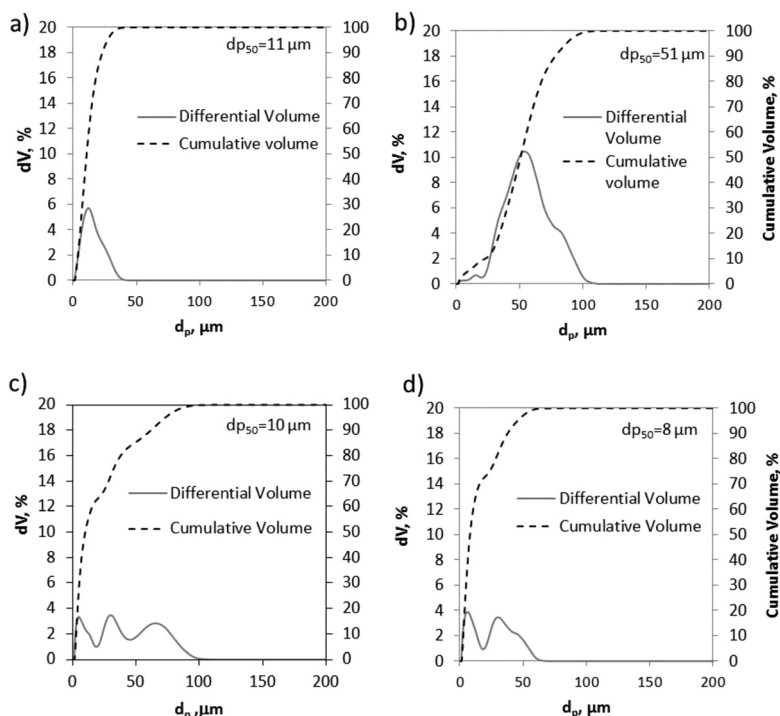 a)
dp50=11 μm
20
18
16
14
12
10
8
6
4
2
0
dV, %
100
90
80
70
60
50
40
30
20
10
0
Differential Volume
Cumulative volume
0 50 100 150 200
dp, μm
b)
dp50=51 μm
20
18
16
14
12
10
8
6
4
2
0
dV, %
100
90
80
70
60
50
40
30
20
10
0
Cumulative Volume, %
Differential
Volume
Cumulative
volume
0 50 100 150 200
dp, μm
c)
dp50=10 μm
20
18
16
14
12
10
8
6
4
2
0
dV, %
100
90
80
70
60
50
40
30
20
10
0
Differential Volume
Cumulative Volume
0 50 100 150 200
dp, μm
d)
dp50=8 μm
20
18
16
14
12
10
8
6
4
2
0
dV, %
100
90
80
70
60
50
40
30
20
10
0
Cumulative Volume, %
Differential Volume
Cumulative Volume
0 50 100 150 200
dp, μm